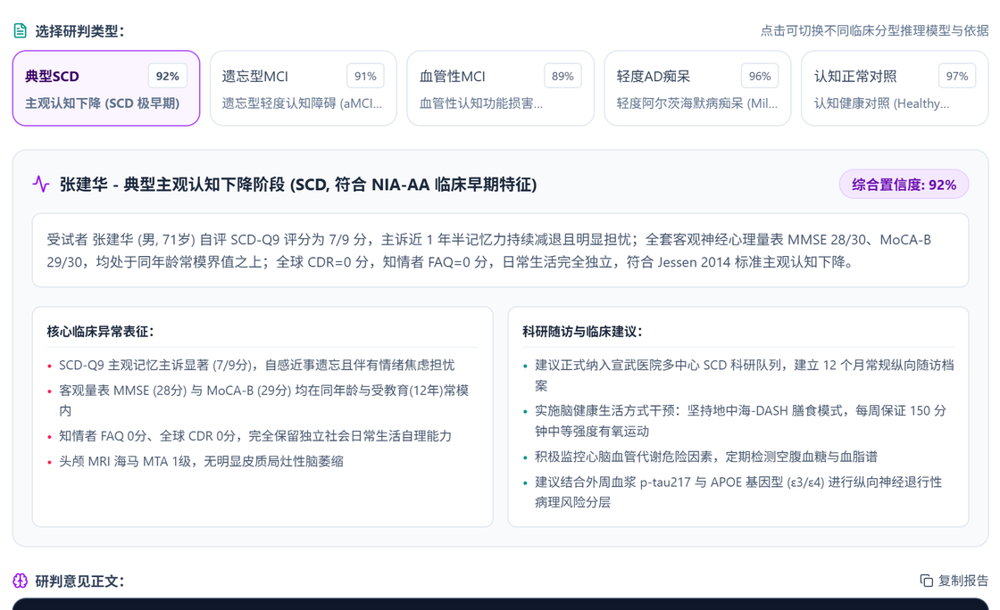 选择研判类型：
点击可切换不同临床分型推理模型与依据
典型SCD
92%
主观认知下降 (SCD 极早期)
遗忘型MCI
91%
遗忘型轻度认知障碍 (aMCI...
血管性MCI
89%
血管性认知功能损害...
轻度AD痴呆
96%
轻度阿尔茨海默病痴呆 (Mil...
认知正常对照
97%
认知健康对照 (Healthy...
张建华 - 典型主观认知下降阶段 (SCD, 符合 NIA-AA 临床早期特征)
综合置信度: 92%
受试者 张建华 (男, 71岁) 自评 SCD-Q9 评分为 7/9 分，主诉近 1 年半记忆力持续减退且明显担忧；全套客观神经心理量表 MMSE 28/30、MoCA-B
29/30，均处于同年龄常模界值之上；全球 CDR=0 分，知情者 FAQ=0 分，日常生活完全独立，符合 Jessen 2014 标准主观认知下降。
核心临床异常表征：
• SCD-Q9 主观记忆主诉显著 (7/9分)，自感近事遗忘且伴有情绪焦虑担忧
• 客观量表 MMSE (28分) 与 MoCA-B (29分) 均在同年龄与受教育(12年)常模
内
• 知情者 FAQ 0分、全球 CDR 0分，完全保留独立社会日常生活自理能力
• 头颅 MRI 海马 MTA 1级，无明显皮质局灶性脑萎缩
科研随访与临床建议：
• 建议正式纳入宣武医院多中心 SCD 科研队列，建立 12 个月常规纵向随访档
案
• 实施脑健康生活方式干预：坚持地中海-DASH 膳食模式，每周保证 150 分
钟中等强度有氧运动
• 积极监控心脑血管代谢危险因素，定期检测空腹血糖与血脂谱
• 建议结合外周血浆 p-tau217 与 APOE 基因型 (ε3/ε4) 进行纵向神经退行性
病理风险分层
研判意见正文：
复制报告